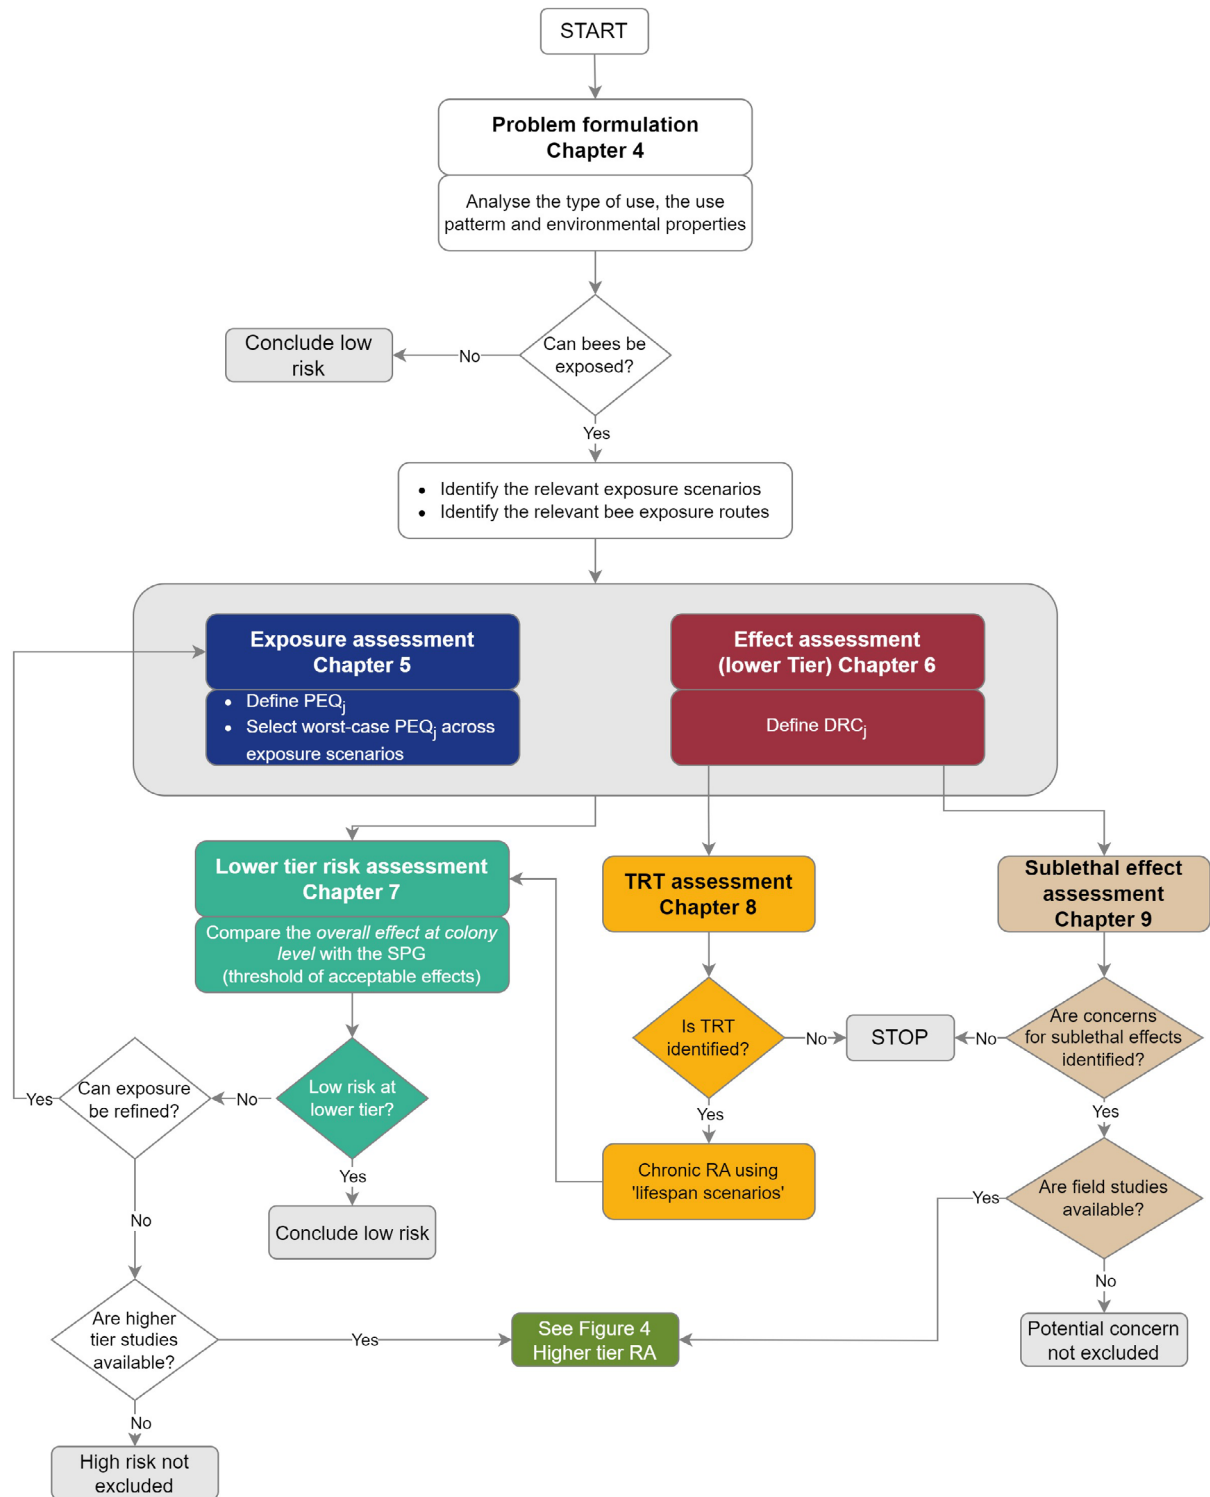 START
Problem formulation
Chapter 4
Analyse the type of use, the use
patterm and environmental properties
Can bees be
exposed?
No
Conclude low
risk
Yes
• Identify the relevant exposure scenarios
• Identify the relevant bee exposure routes
Exposure assessment
Chapter 5
• Define PEQj
• Select worst-case PEQj across
exposure scenarios
Effect assessment
(lower Tier) Chapter 6
Define DRCj
Lower tier risk assessment
Chapter 7
Compare the overall effect at colony
level with the SPG
(threshold of acceptable effects)
TRT assessment
Chapter 8
Sublethal effect
assessment
Chapter 9
Is TRT
identified?
No
STOP
No
Are concerns
for sublethal effects
identified?
Low risk at
lower tier?
No
Can exposure
be refined?
Yes
Yes
Conclude low risk
Yes
Chronic RA using
'lifespan scenarios'
Yes
Are field studies
available?
Yes
No
Potential concern
not excluded
No
Are higher
tier studies
available?
Yes
See Figure 4
Higher tier RA
No
High risk not
excluded